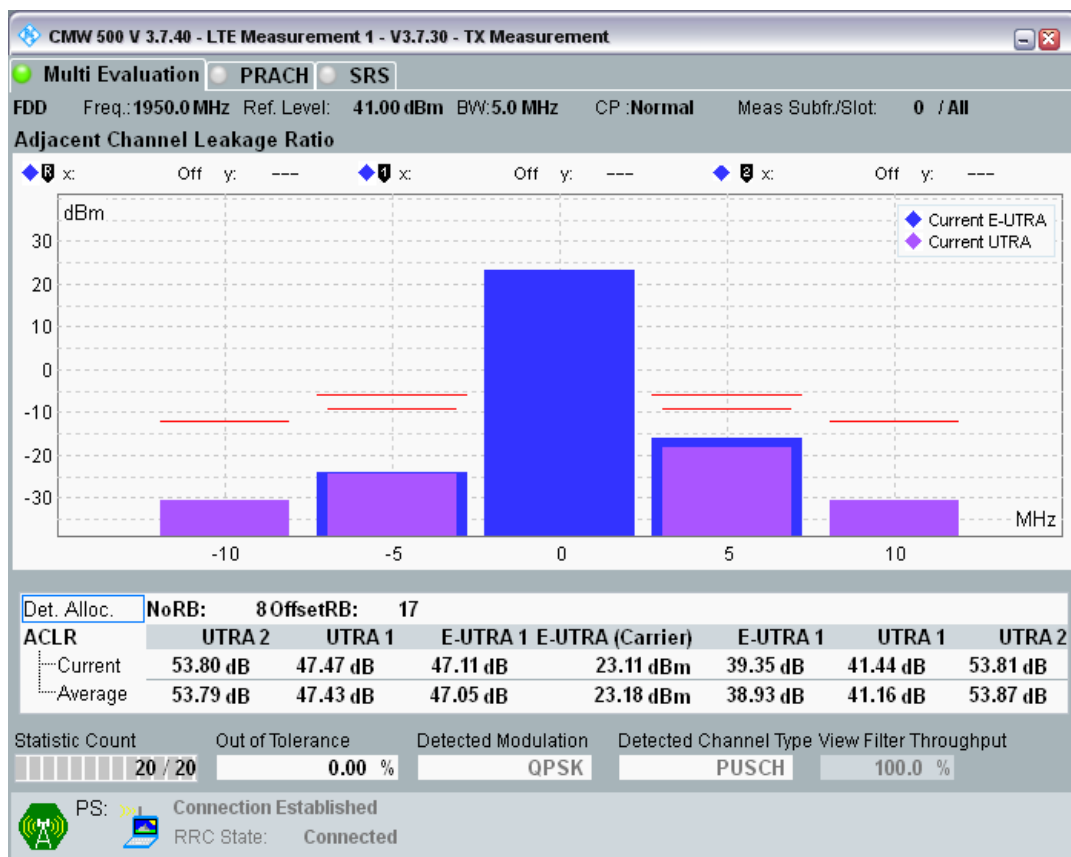 CMW 500 V 3.7.40 - LTE Measurement 1 - V3.7.30 - TX Measurement
Multi Evaluation PRACH SRS
FDD Freq.: 1950.0 MHz Ref. Level: 41.00 dBm BW: 5.0 MHz CP : Normal Meas Subfr./Slot: 0 / All
Adjacent Channel Leakage Ratio
R x: Off y: --- 1 x: Off y: --- 2 x: Off y: ---
dBm
Current E-UTRA
Current UTRA
30
20
10
0
-10
-20
-30
MHz
-10 -5 0 5 10
Det. Alloc. NoRB: 8 OffsetRB: 17
ACLR UTRA 2 UTRA 1 E-UTRA 1 E-UTRA (Carrier) E-UTRA 1 UTRA 1 UTRA 2
Current 53.80 dB 47.47 dB 47.11 dB 23.11 dBm 39.35 dB 41.44 dB 53.81 dB
Average 53.79 dB 47.43 dB 47.05 dB 23.18 dBm 38.93 dB 41.16 dB 53.87 dB
Statistic Count Out of Tolerance Detected Modulation Detected Channel Type View Filter Throughput
20 / 20 0.00 % QPSK PUSCH 100.0 %
PS: Connection Established
RRC State: Connected